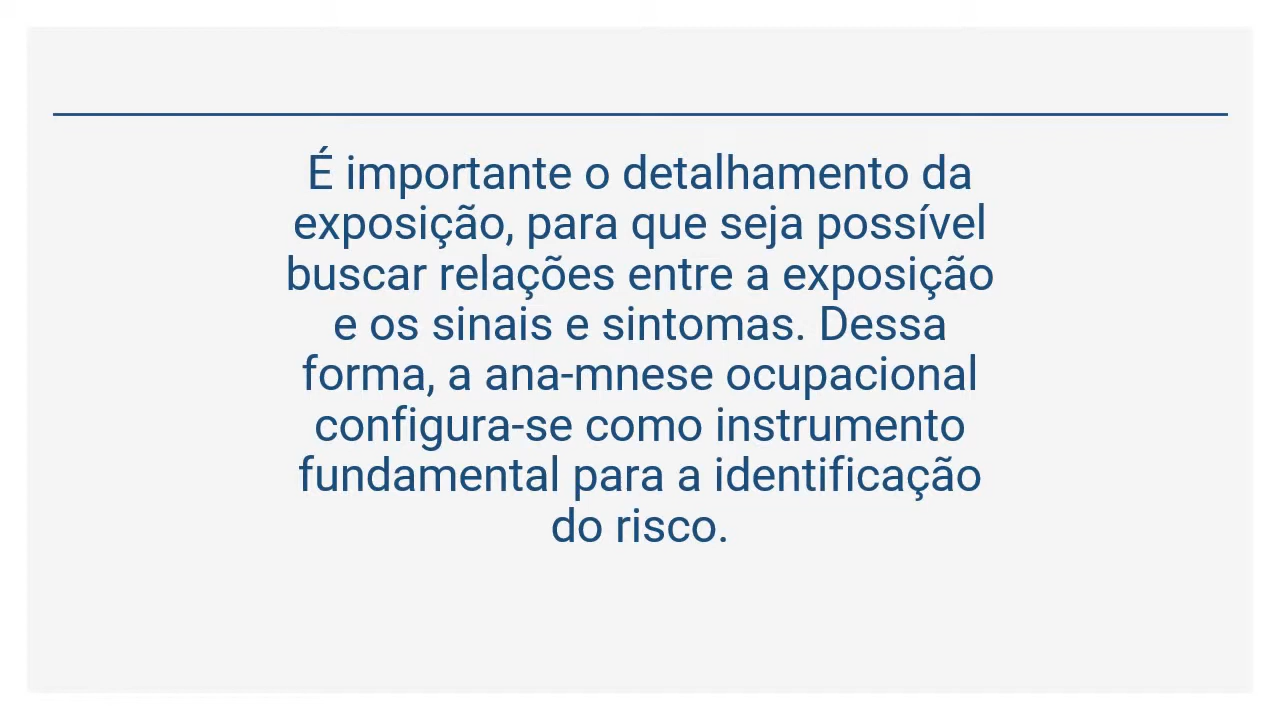 É importante o detalhamento da
exposição, para que seja possível
buscar relações entre a exposição
e os sinais e sintomas. Dessa
forma, a ana-mnese ocupacional
configura-se como instrumento
fundamental para a identificação
do risco.